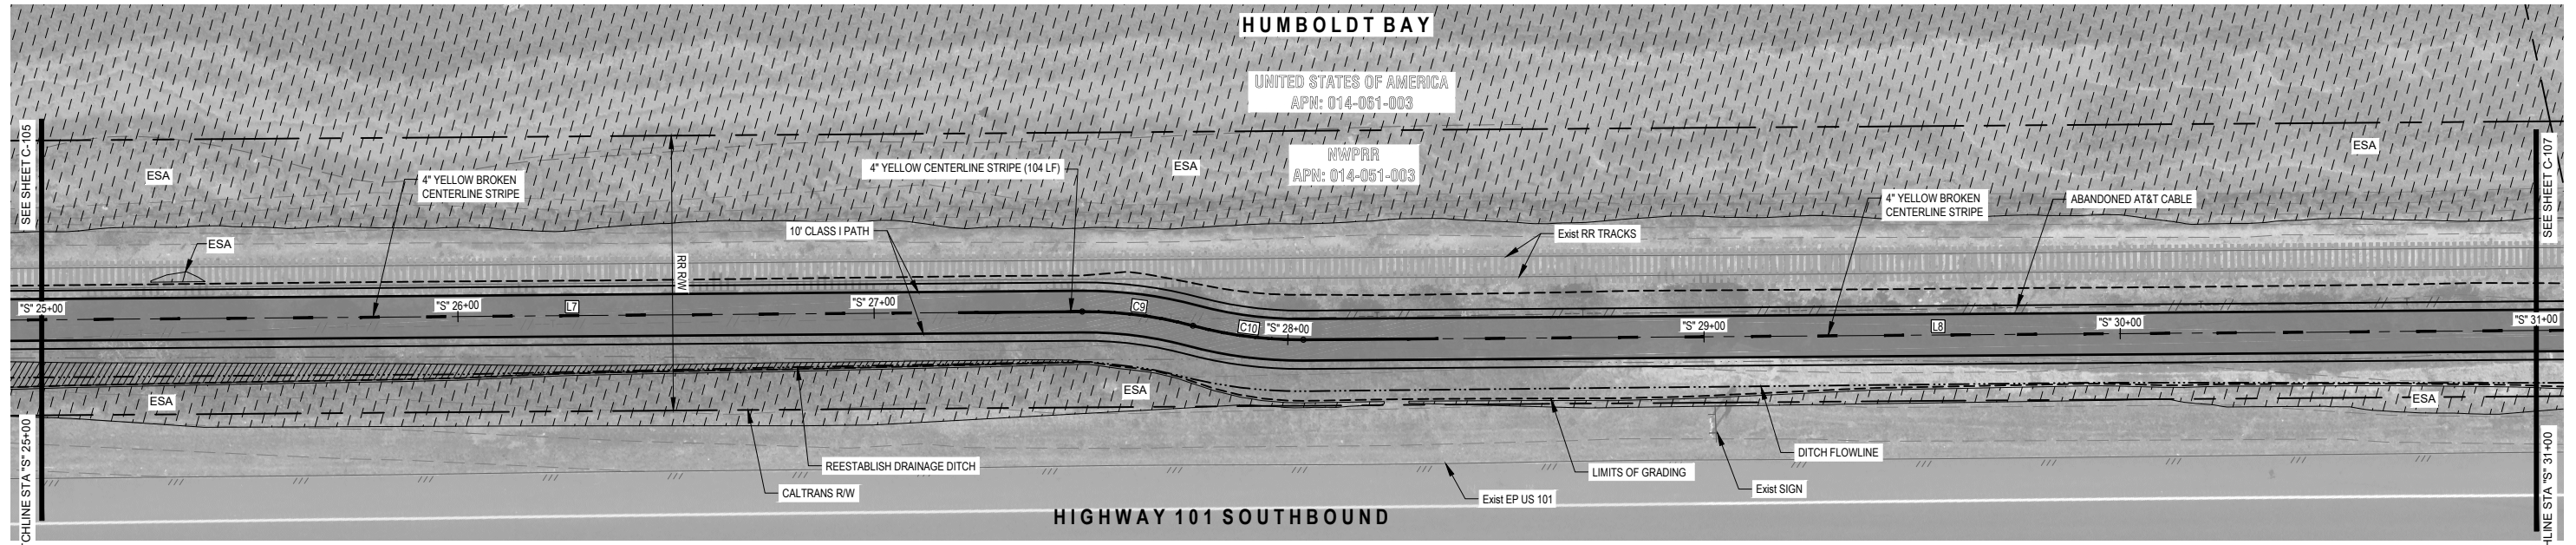 HUMBOLDT BAY
UNITED STATES OF AMERICA
APN: 014-061-003
SEE SHEET C-105
SEE SHEET C-107
ESA
ESA
ESA
4" YELLOW BROKEN
CENTERLINE STRIPE
4" YELLOW CENTERLINE STRIPE (104 LF)
NWPRR
APN: 014-051-003
4" YELLOW BROKEN
CENTERLINE STRIPE
ABANDONED AT&T CABLE
10' CLASS I PATH
Exist RR TRACKS
ESA
RR R/W
"S" 25+00
"S" 26+00
L7
"S" 27+00
C9
C10
"S" 28+00
"S" 29+00
L8
"S" 30+00
"S" 31+00
ESA
ESA
ESA
REESTABLISH DRAINAGE DITCH
CALTRANS R/W
DITCH FLOWLINE
LIMITS OF GRADING
Exist SIGN
Exist EP US 101
HIGHWAY 101 SOUTHBOUND
STA "S" 25+00
STA "S" 31+00